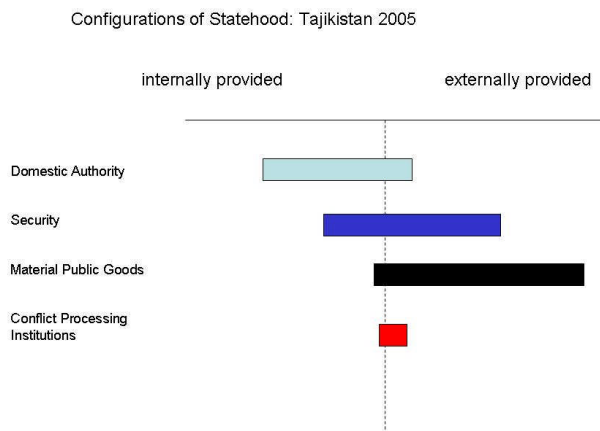 Configurations of Statehood: Tajikistan 2005
internally provided
externally provided
Domestic Authority
Security
Material Public Goods
Conflict Processing
Institutions